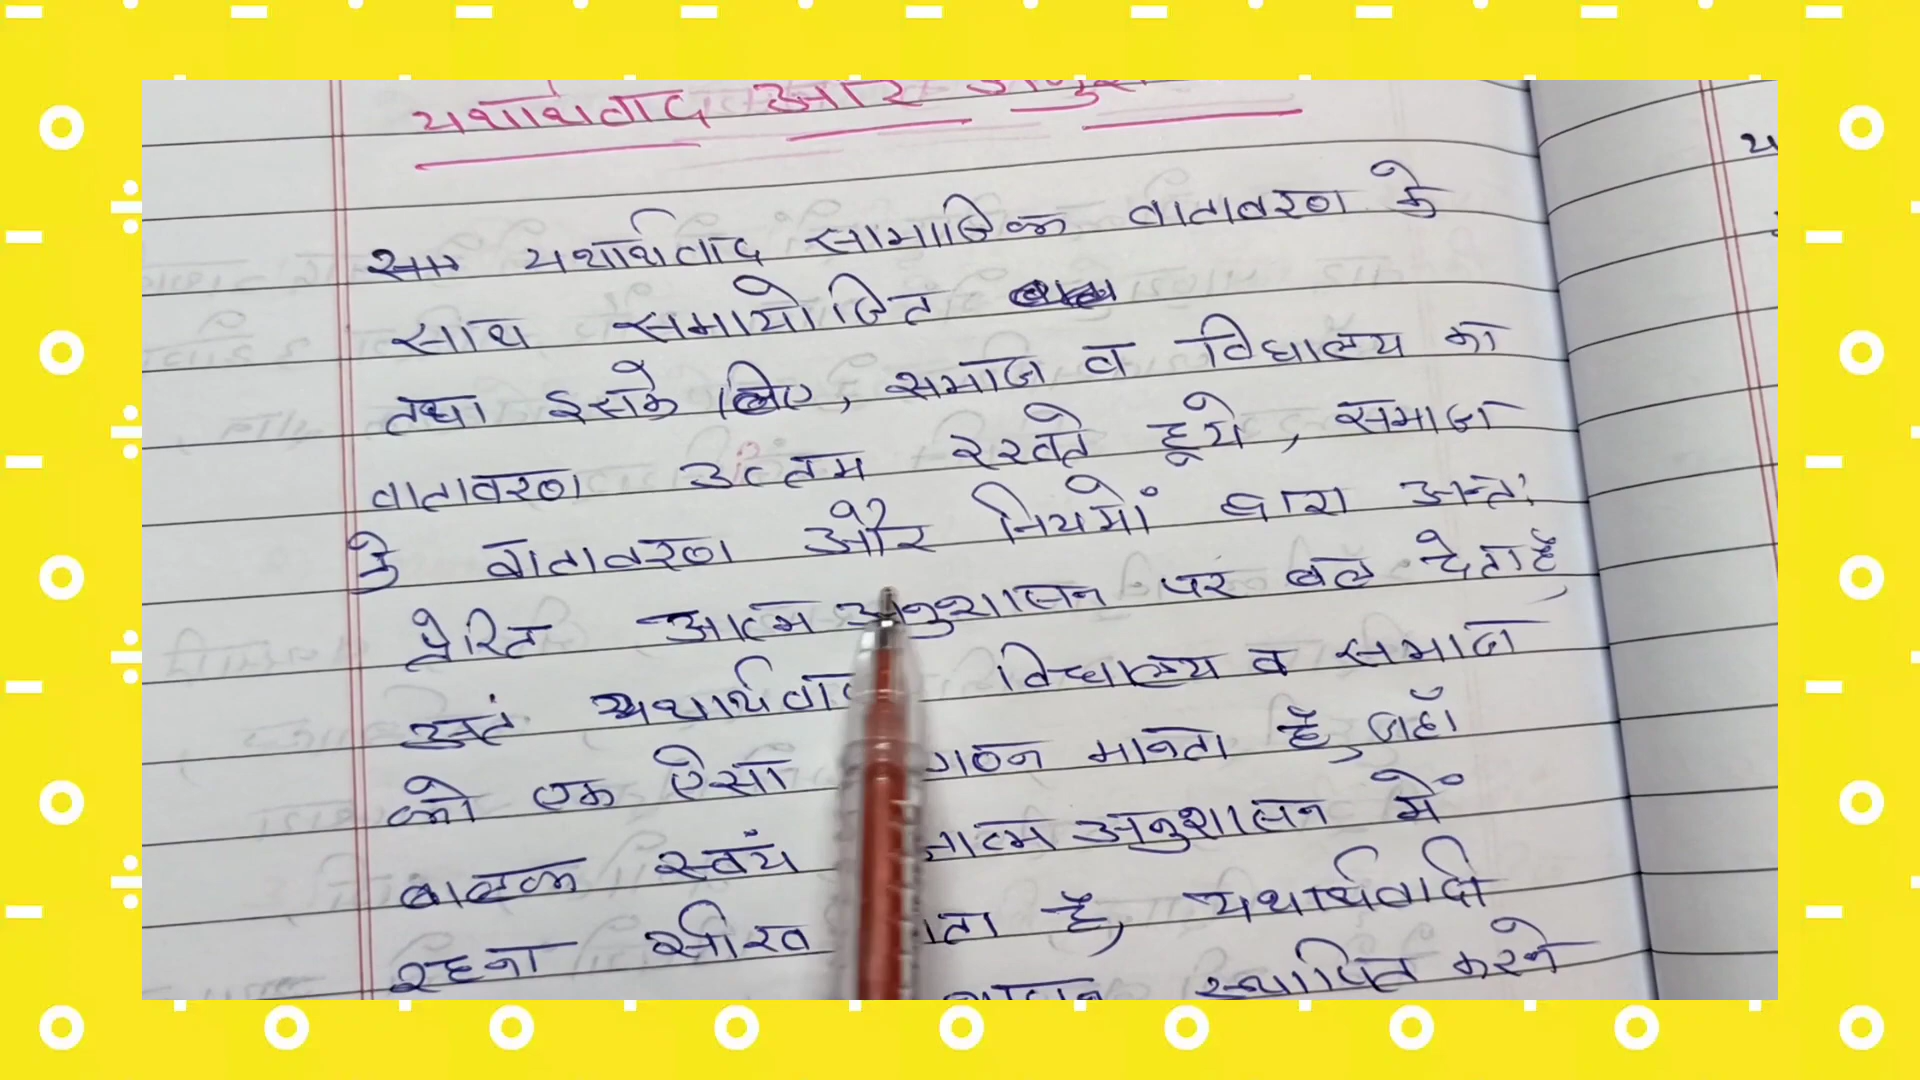 यथार्थवाद और
यथार्थवाद सामाजिक वातावरण के
साथ समायोजित
तथा इसके लिए, समाज व विद्यालय का
वातावरण उत्तम रखते हूये, समाज
के वातावरण और नियमों द्वारा अन्तः
प्रेरित आत्म अनुशासन पर बल देता है,
अतं यथार्थवाद विद्यालय व समाज
को एक ऐसा मानता है, जहाँ
बालक स्वयं आत्म अनुशासन में
रहना सीख है, यथार्थवादी
स्थापित करने